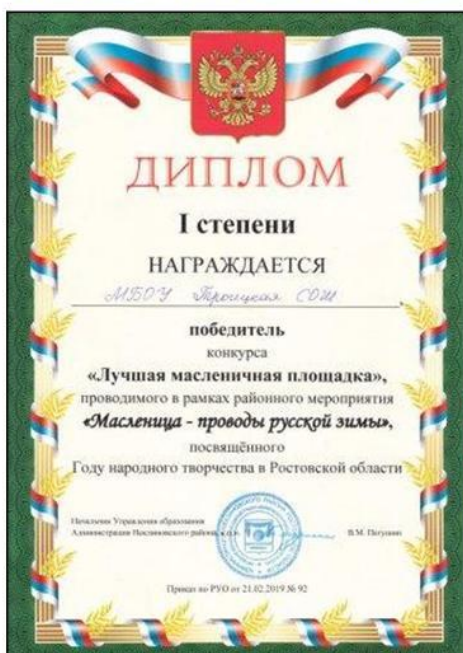 ДИПЛОМ
I степени
НАГРАЖДАЕТСЯ
МБОУ Троицкая СОШ,
победитель
конкурса
«Лучшая масленичная площадка»,
проводимого в рамках районного мероприятия
«Масленица - проводы русской зимы»,
посвящённого
Году народного творчества в Ростовской области
Начальник Управления образования
Администрации Неклиновского района, В.М.
Приказ по РУО от 21.02.2019 № 92